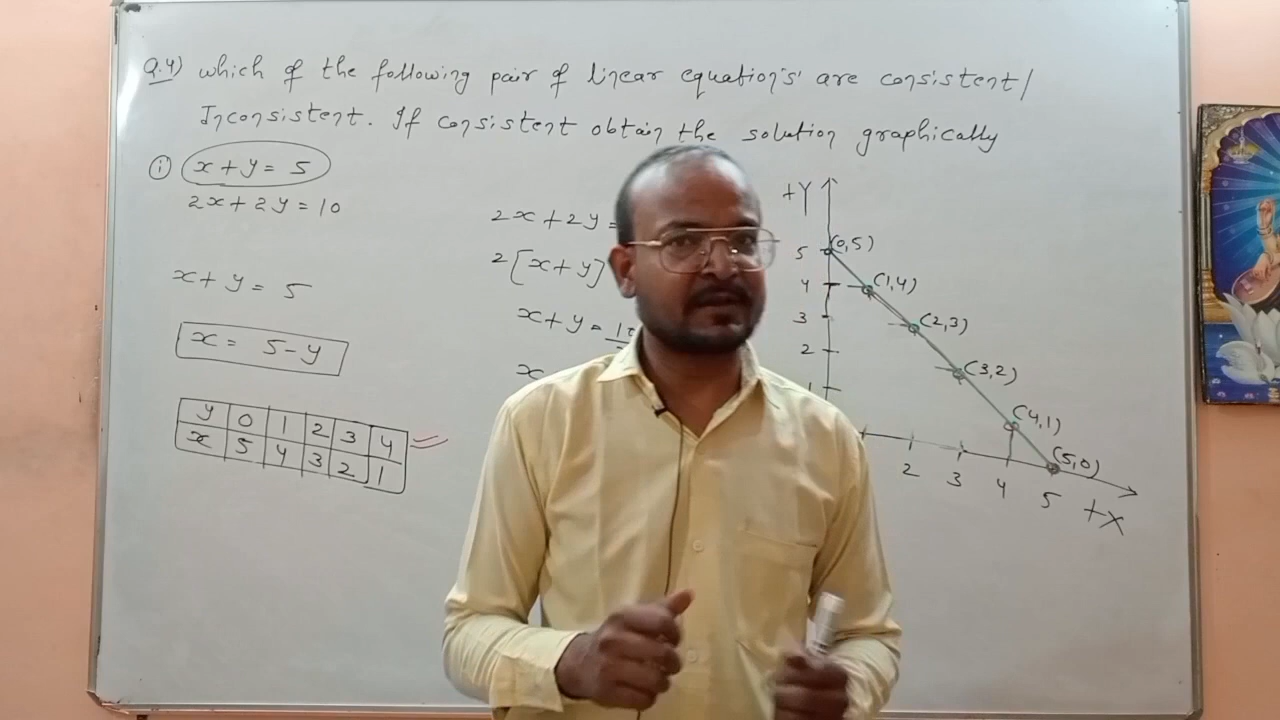 Q.4) which of the following pair of linear equation's are consistent/
Inconsistent. If consistent obtain the solution graphically
(i) x + y = 5
2x + 2y = 10
x + y = 5
x = 5 - y
y 0 1 2 3 4
x 5 4 3 2 1
2x + 2y =
2[x + y]
x + y =
x
+Y
5 (0,5)
4 (1,4)
3 (2,3)
2 (3,2)
1 (4,1)
(5,0)
2 3 4 5 +X